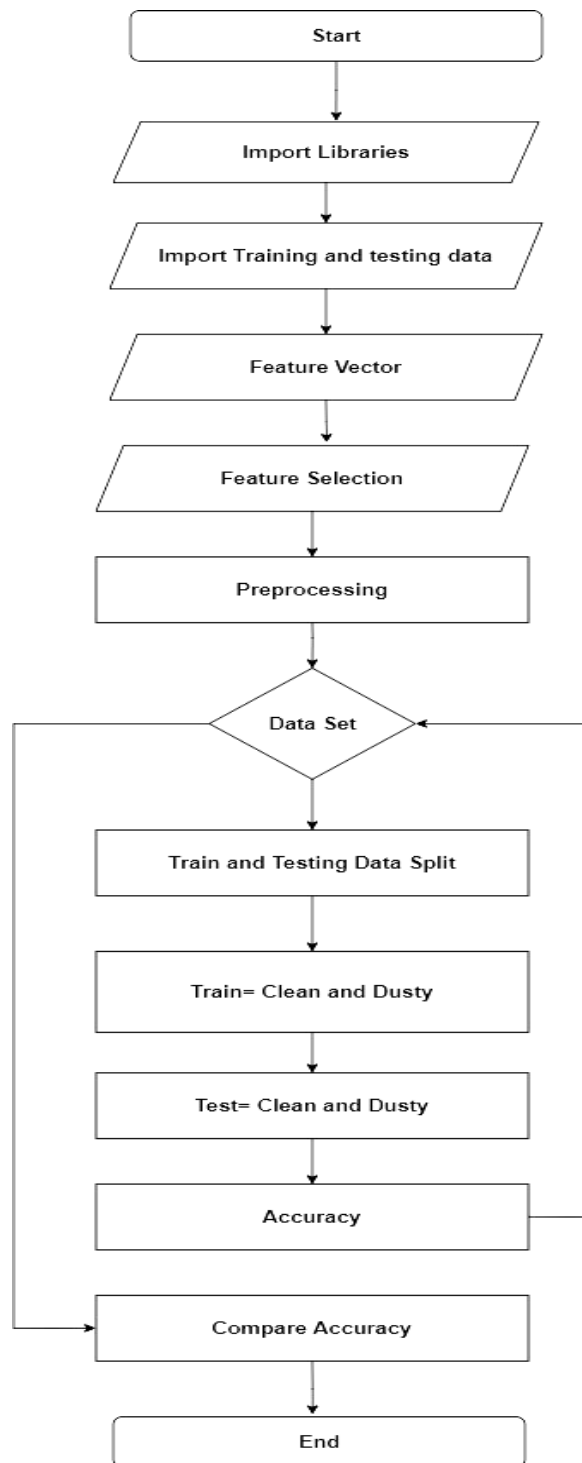 Start
Import Libraries
Import Training and testing data
Feature Vector
Feature Selection
Preprocessing
Data Set
Train and Testing Data Split
Train= Clean and Dusty
Test= Clean and Dusty
Accuracy
Compare Accuracy
End